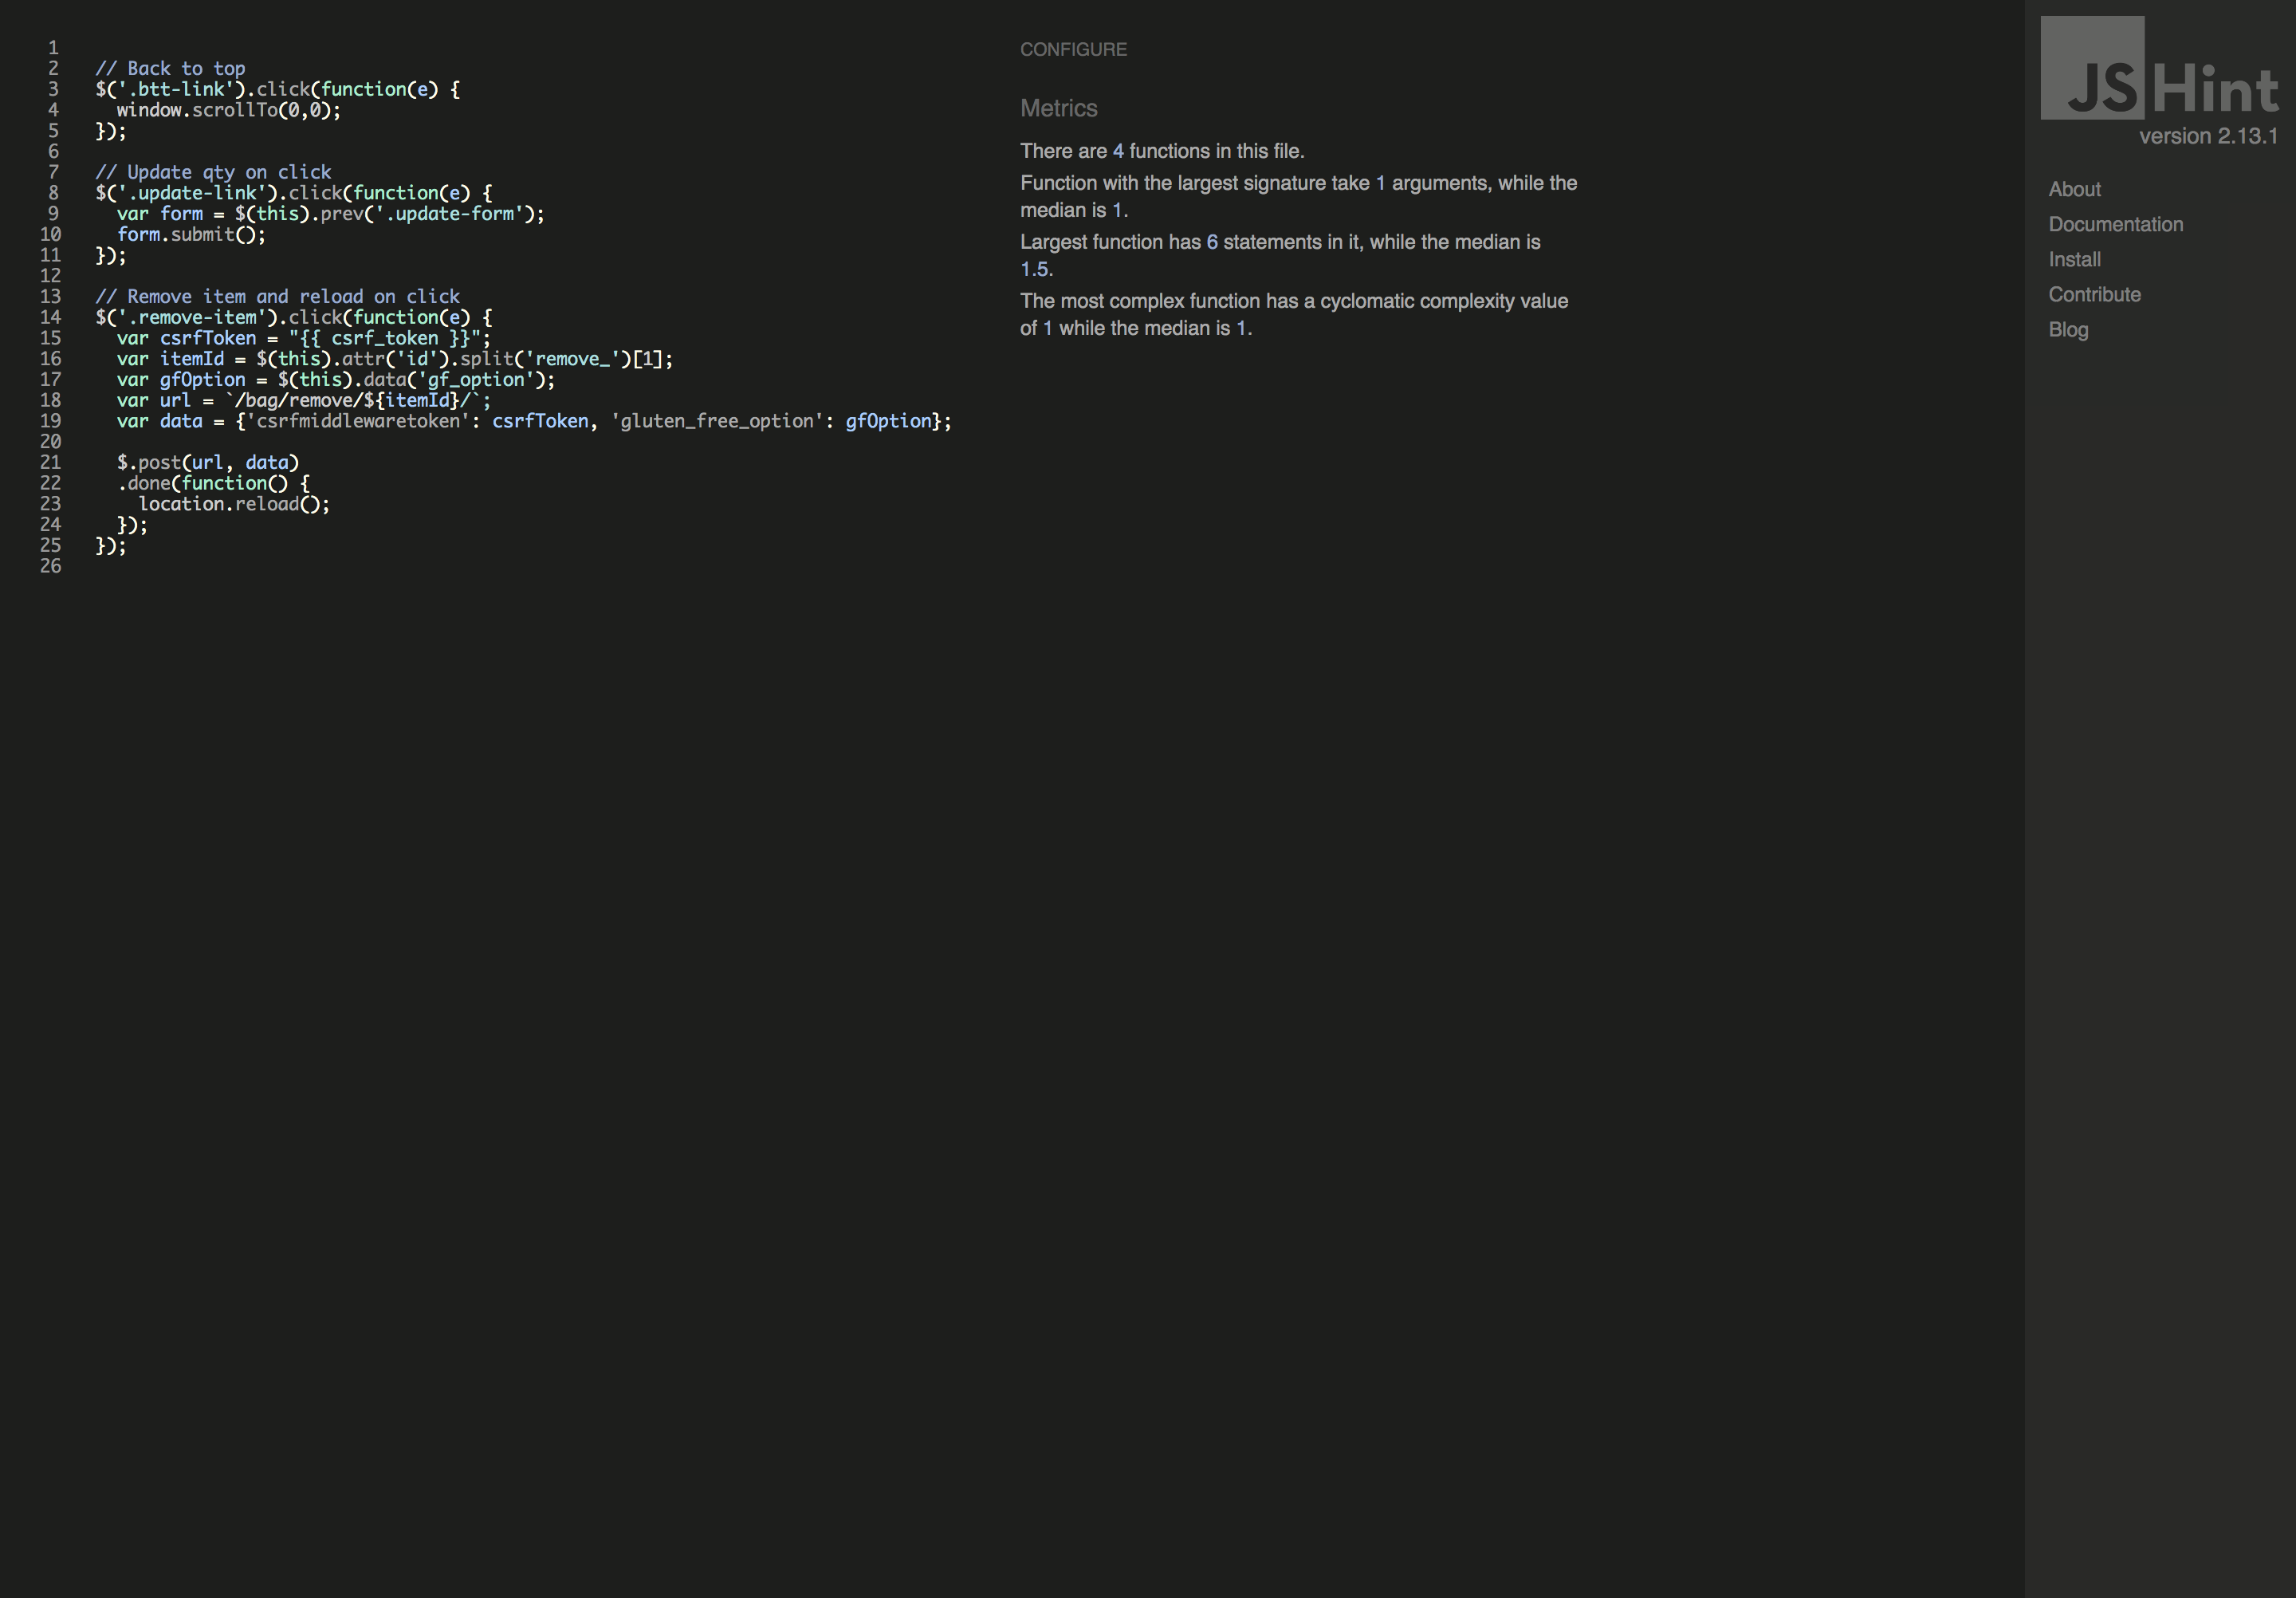 1
2 // Back to top
3 $('.btt-link').click(function(e) {
4   window.scrollTo(0,0);
5 });
6
7 // Update qty on click
8 $('.update-link').click(function(e) {
9   var form = $(this).prev('.update-form');
10   form.submit();
11 });
12
13 // Remove item and reload on click
14 $('.remove-item').click(function(e) {
15   var csrfToken = "{{ csrf_token }}";
16   var itemId = $(this).attr('id').split('remove_')[1];
17   var gfOption = $(this).data('gf_option');
18   var url = `/bag/remove/${itemId}/`;
19   var data = {'csrfmiddlewaretoken': csrfToken, 'gluten_free_option': gfOption};
20
21   $.post(url, data)
22   .done(function() {
23     location.reload();
24   });
25 });
26
CONFIGURE
Metrics
There are 4 functions in this file.
Function with the largest signature take 1 arguments, while the
median is 1.
Largest function has 6 statements in it, while the median is
1.5.
The most complex function has a cyclomatic complexity value
of 1 while the median is 1.
JSHint
version 2.13.1
About
Documentation
Install
Contribute
Blog